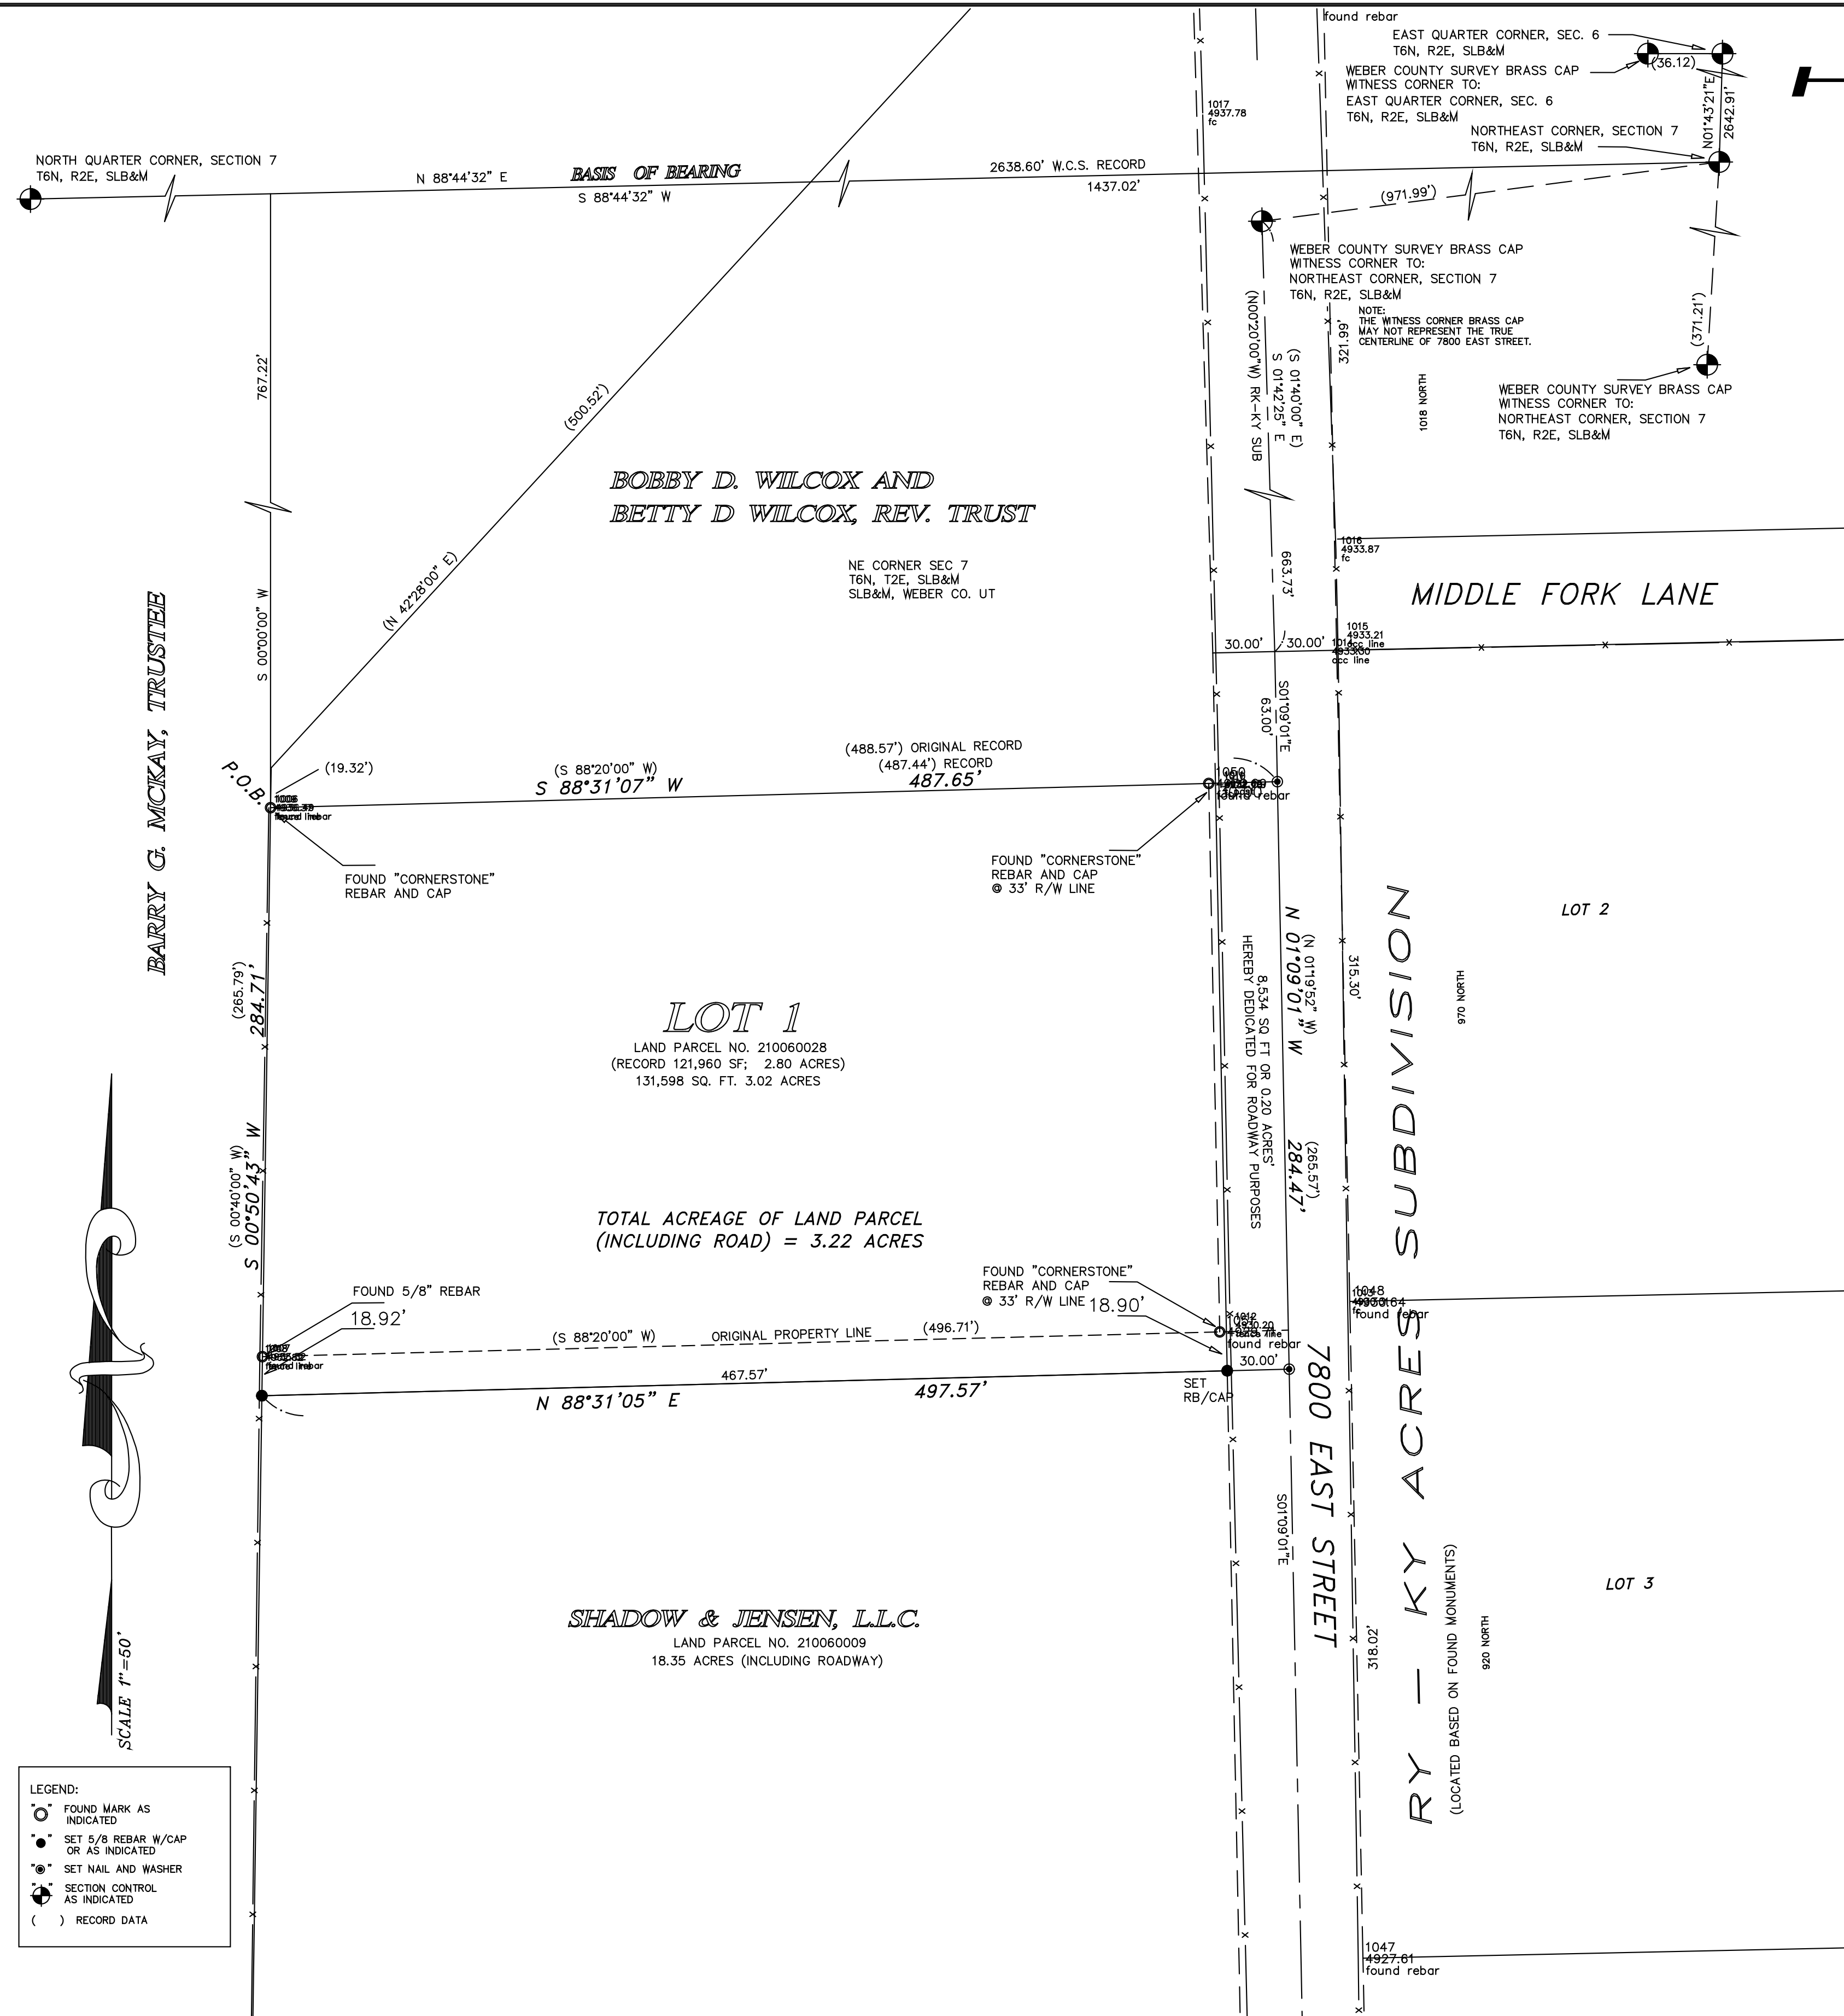 found rebar
EAST QUARTER CORNER, SEC. 6
T6N, R2E, SLB&M
(36.12)
WEBER COUNTY SURVEY BRASS CAP
WITNESS CORNER TO:
EAST QUARTER CORNER, SEC. 6
T6N, R2E, SLB&M
N01°43'21"E
2642.91'
1017
4937.78
fc
NORTHEAST CORNER, SECTION 7
T6N, R2E, SLB&M
NORTH QUARTER CORNER, SECTION 7
T6N, R2E, SLB&M
N 88°44'32" E
BASIS OF BEARING
S 88°44'32" W
2638.60' W.C.S. RECORD
1437.02'
(971.99')
WEBER COUNTY SURVEY BRASS CAP
WITNESS CORNER TO:
NORTHEAST CORNER, SECTION 7
T6N, R2E, SLB&M
NOTE:
THE WITNESS CORNER BRASS CAP
MAY NOT REPRESENT THE TRUE
CENTERLINE OF 7800 EAST STREET.
(371.21')
WEBER COUNTY SURVEY BRASS CAP
WITNESS CORNER TO:
NORTHEAST CORNER, SECTION 7
T6N, R2E, SLB&M
767.22'
S 00°00'00" W
(500.52')
(N 42°28'00" E)
(N00°20'00"W) RK-KY SUB
(S 01°40'00" E)
S 01°42'25" E
321.99'
1018 NORTH
BOBBY D. WILCOX AND
BETTY D WILCOX, REV. TRUST
NE CORNER SEC 7
T6N, T2E, SLB&M
SLB&M, WEBER CO. UT
663.73'
1016
4933.87
fc
MIDDLE FORK LANE
30.00'
30.00'
1015
4933.21
acc line
1014
4933.30
acc line
S01°09'01"E
63.00'
BARRY G. MCKAY, TRUSTEE
P.O.B.
(19.32')
(S 88°20'00" W)
S 88°31'07" W
(488.57') ORIGINAL RECORD
(487.44') RECORD
487.65'
1050
found rebar
FOUND "CORNERSTONE"
REBAR AND CAP
FOUND "CORNERSTONE"
REBAR AND CAP
@ 33' R/W LINE
LOT 2
(265.79')
284.71'
(S 00°40'00" W)
S 00°50'43" W
LOT 1
LAND PARCEL NO. 210060028
(RECORD 121,960 SF; 2.80 ACRES)
131,598 SQ. FT. 3.02 ACRES
8,534 SQ FT OR 0.20 ACRES'
HEREBY DEDICATED FOR ROADWAY PURPOSES
(N 01°19'52" W)
N 01°09'01" W
(265.57')
284.47'
315.30'
970 NORTH
TOTAL ACREAGE OF LAND PARCEL
(INCLUDING ROAD) = 3.22 ACRES
FOUND 5/8" REBAR
18.92'
FOUND "CORNERSTONE"
REBAR AND CAP
@ 33' R/W LINE
18.90'
(S 88°20'00" W)
ORIGINAL PROPERTY LINE
(496.71')
1012
4930.20
fence line
found rebar
1048
found rebar
467.57'
30.00'
N 88°31'05" E
497.57'
SET
RB/CAP
S01°09'01"E
7800 EAST STREET
RY - KY ACRES SUBDIVISION
(LOCATED BASED ON FOUND MONUMENTS)
LOT 3
318.02'
920 NORTH
SHADOW & JENSEN, L.L.C.
LAND PARCEL NO. 210060009
18.35 ACRES (INCLUDING ROADWAY)
SCALE 1"=50'
LEGEND:
FOUND MARK AS
INDICATED
SET 5/8 REBAR W/CAP
OR AS INDICATED
SET NAIL AND WASHER
SECTION CONTROL
AS INDICATED
( ) RECORD DATA
1047
4927.61
found rebar